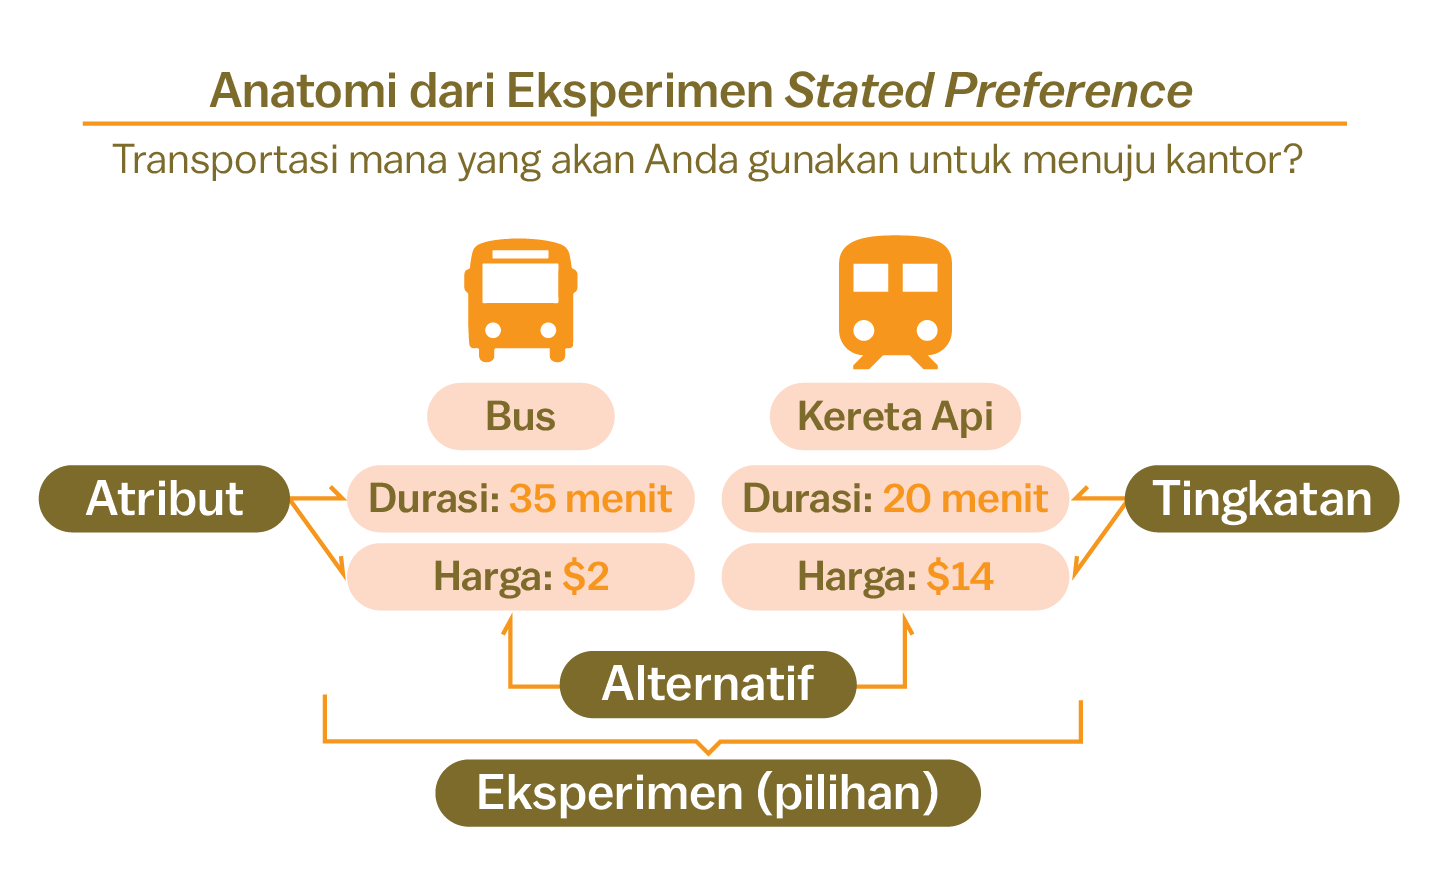 Anatomi dari Eksperimen Stated Preference
Transportasi mana yang akan Anda gunakan untuk menuju kantor?
Bus
Kereta Api
Atribut
Durasi: 35 menit
Durasi: 20 menit
Tingkatan
Harga: $2
Harga: $14
Alternatif
Eksperimen (pilihan)